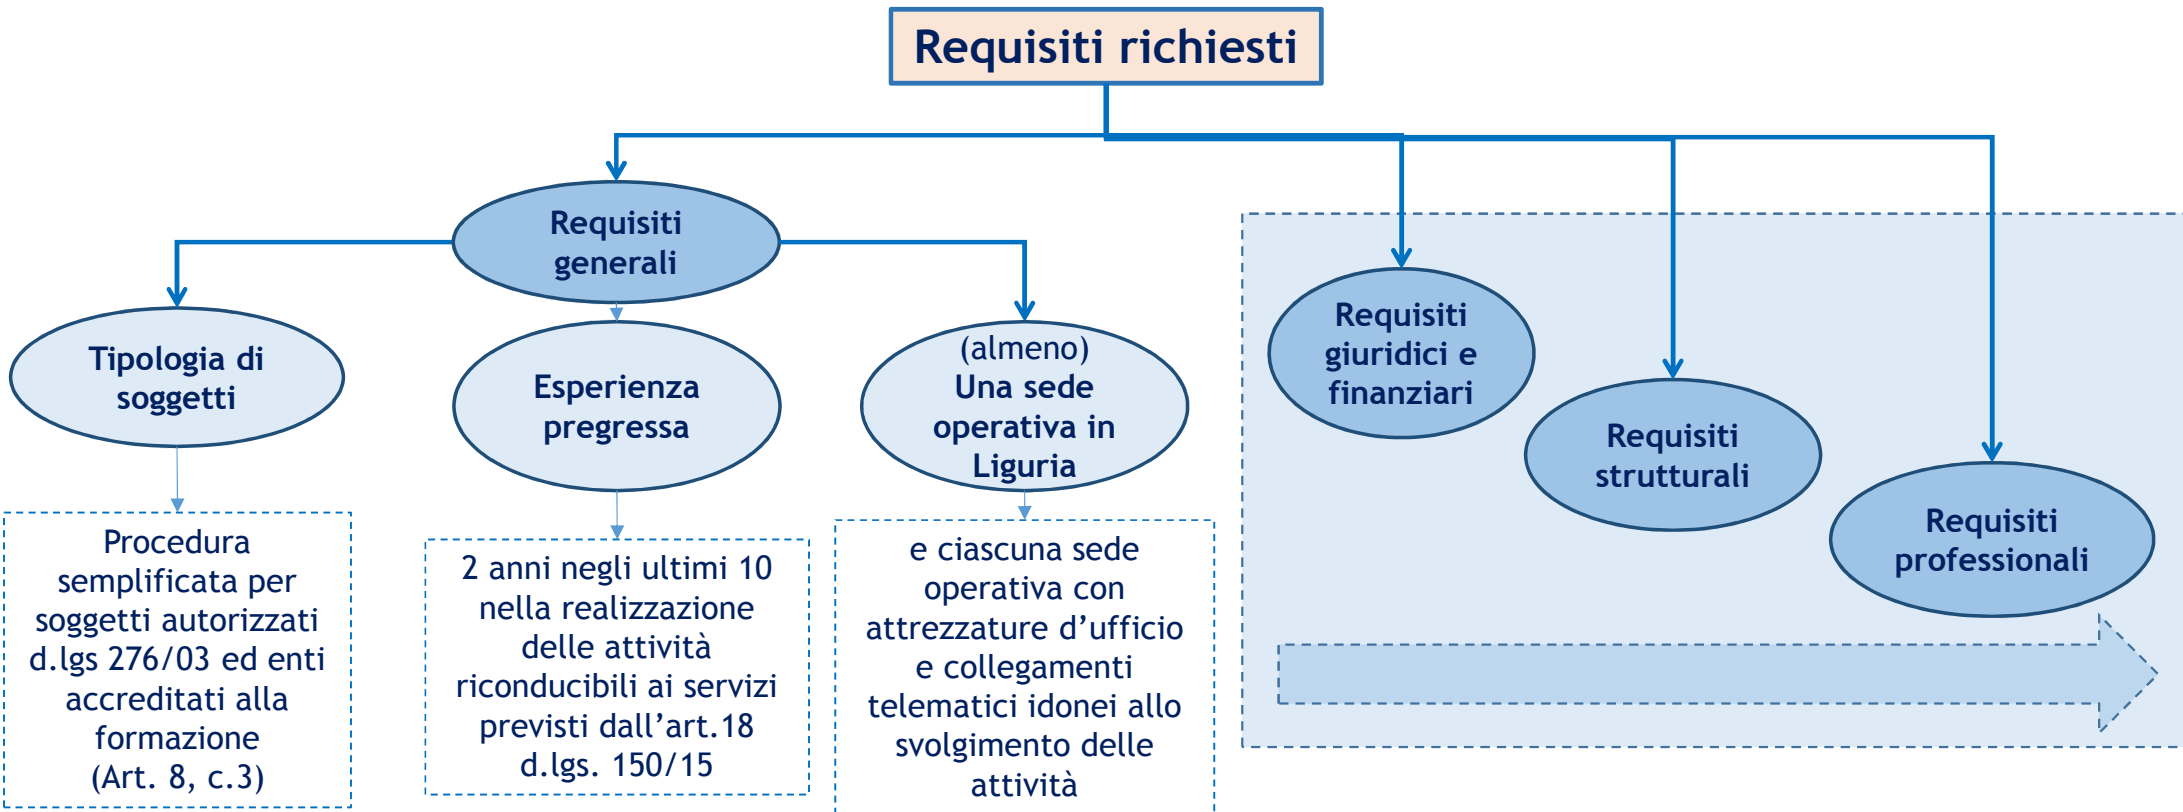 Requisiti richiesti
Requisiti
generali
Tipologia di
soggetti
Esperienza
pregressa
(almeno)
Una sede
operativa in
Liguria
Requisiti
giuridici e
finanziari
Requisiti
strutturali
Requisiti
professionali
Procedura
semplificata per
soggetti autorizzati
d.lgs 276/03 ed enti
accreditati alla
formazione
(Art. 8, c.3)
2 anni negli ultimi 10
nella realizzazione
delle attività
riconducibili ai servizi
previsti dall’art.18
d.lgs. 150/15
e ciascuna sede
operativa con
attrezzature d’ufficio
e collegamenti
telematici idonei allo
svolgimento delle
attività